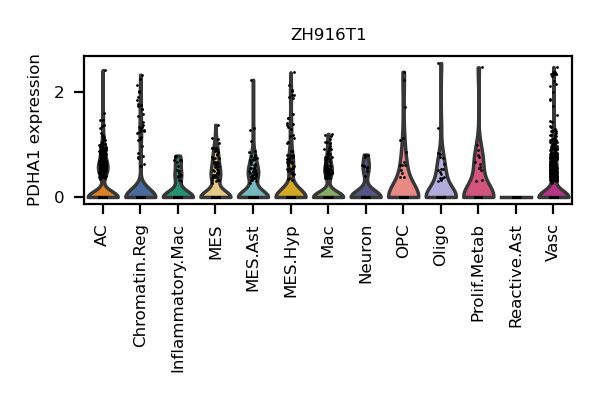 ZH916T1
PDHA1 expression
2
0
AC
Chromatin.Reg
Inflammatory.Mac
MES
MES.Ast
MES.Hyp
Mac
Neuron
OPC
Oligo
Prolif.Metab
Reactive.Ast
Vasc